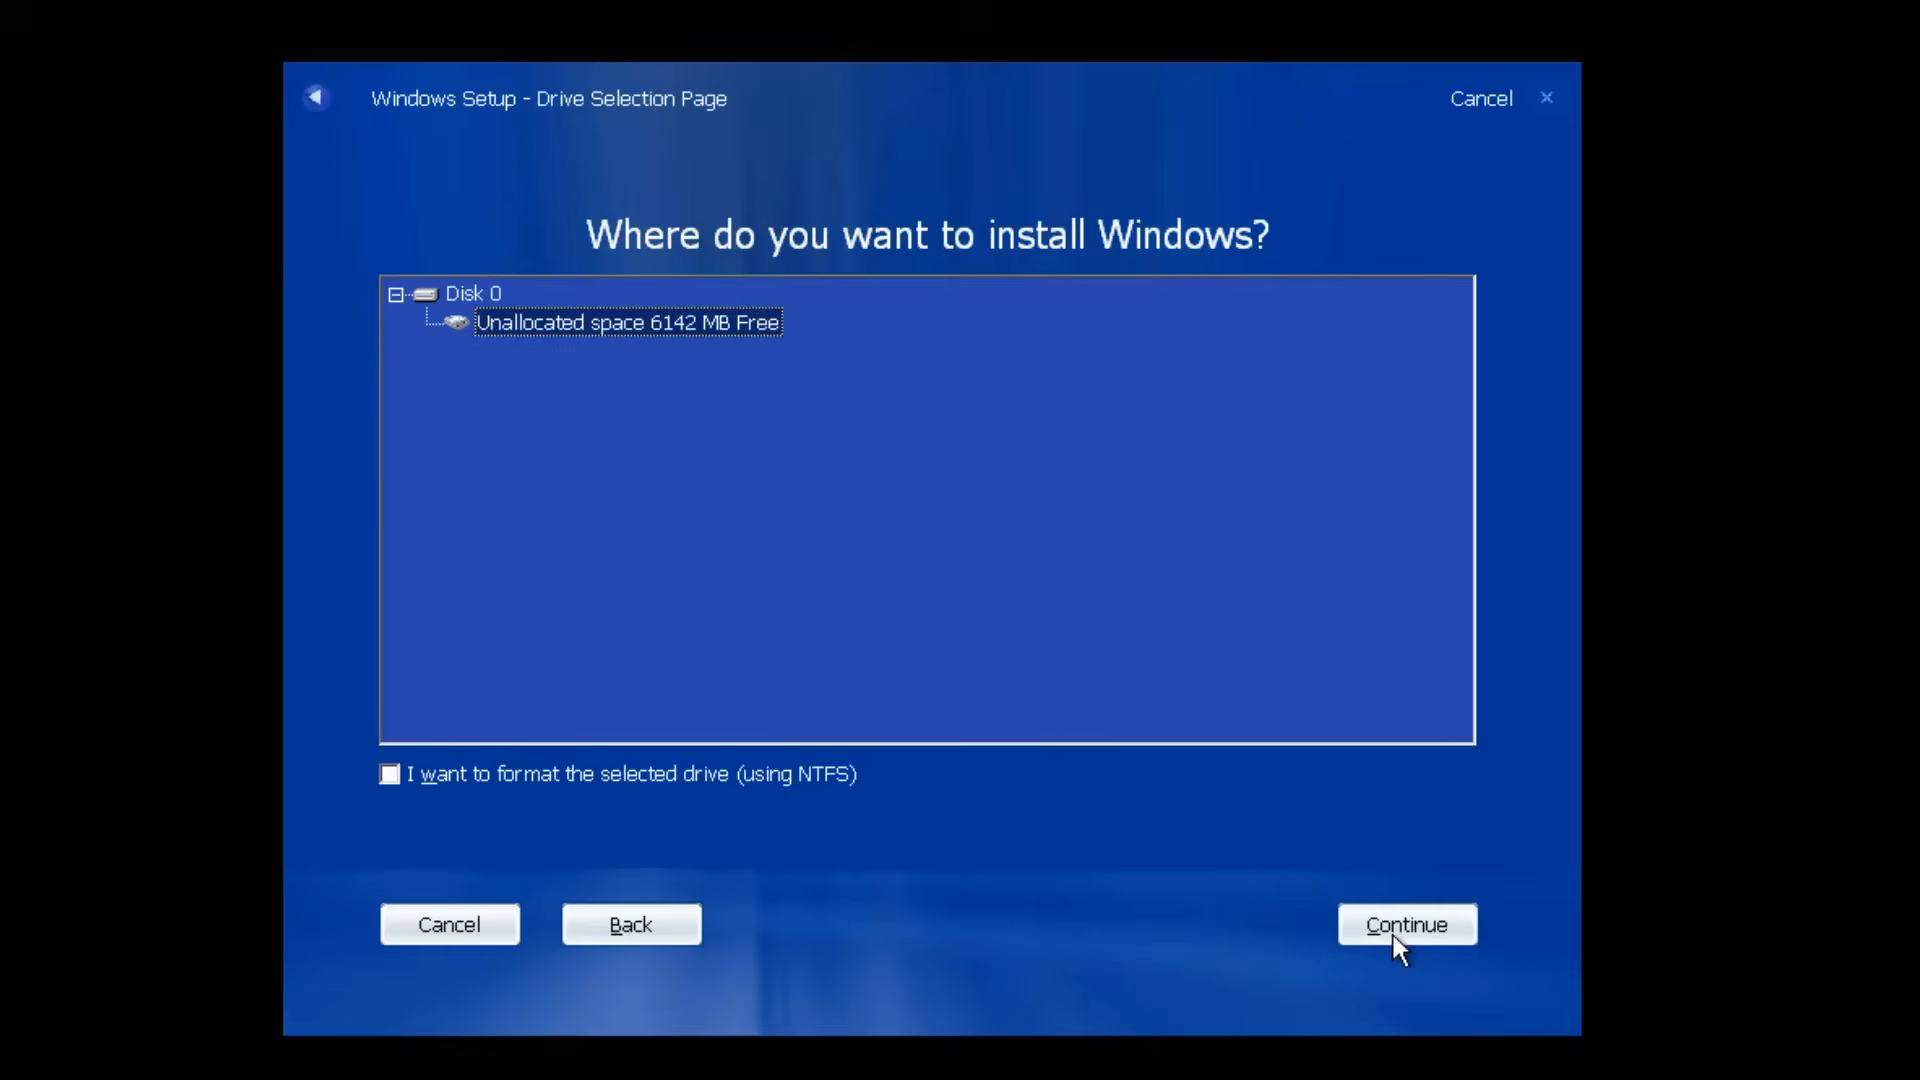 Windows Setup - Drive Selection Page
Cancel
Where do you want to install Windows?
Disk 0
Unallocated space 6142 MB Free
I want to format the selected drive (using NTFS)
Cancel
Back
Continue